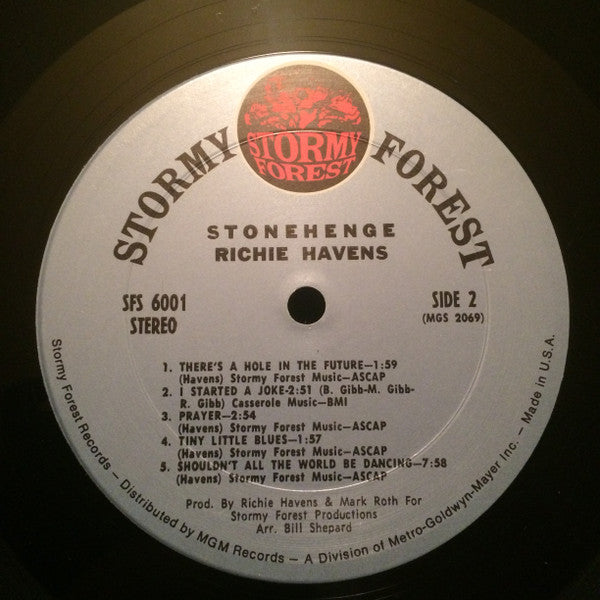 STORMY FOREST
STORMY
FOREST
STONEHENGE
RICHIE HAVENS
SFS 6001
STEREO
SIDE 2
(MGS 2069)
1. THERE'S A HOLE IN THE FUTURE—1:59
(Havens) Stormy Forest Music—ASCAP
2. I STARTED A JOKE—2:51 (B. Gibb-M. Gibb-
R. Gibb) Casserole Music—BMI
3. PRAYER—2:54
(Havens) Stormy Forest Music—ASCAP
4. TINY LITTLE BLUES—1:57
(Havens) Stormy Forest Music—ASCAP
5. SHOULDN'T ALL THE WORLD BE DANCING—7:58
(Havens) Stormy Forest Music—ASCAP
Prod. By Richie Havens & Mark Roth For
Stormy Forest Productions
Arr. Bill Shepard
Stormy Forest Records – Distributed by MGM Records – A Division of Metro-Goldwyn-Mayer Inc. – Made in U.S.A.